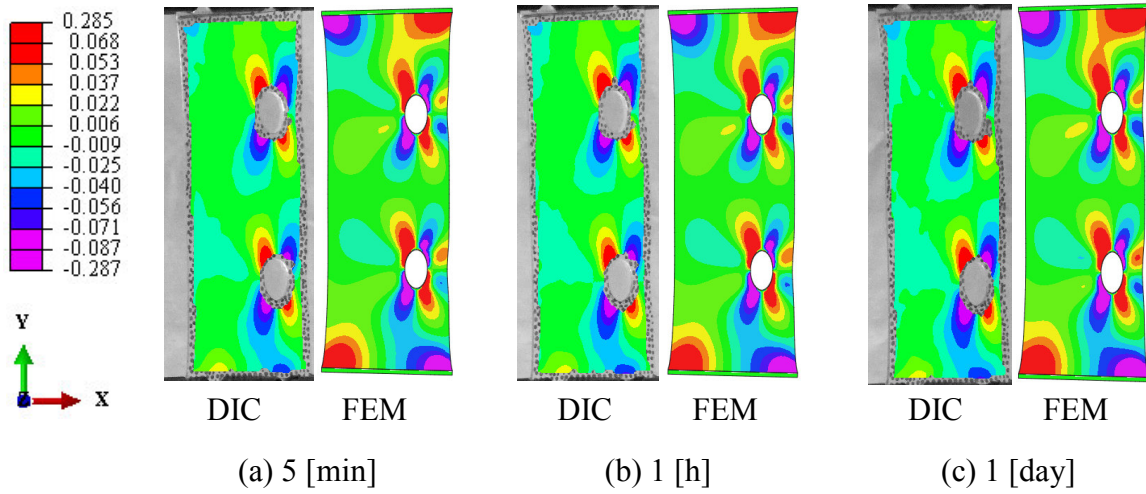 0.285
0.068
0.053
0.037
0.022
0.006
-0.009
-0.025
-0.040
-0.056
-0.071
-0.087
-0.287
Y
Z
X
DIC FEM DIC FEM DIC FEM
(a) 5 [min] (b) 1 [h] (c) 1 [day]